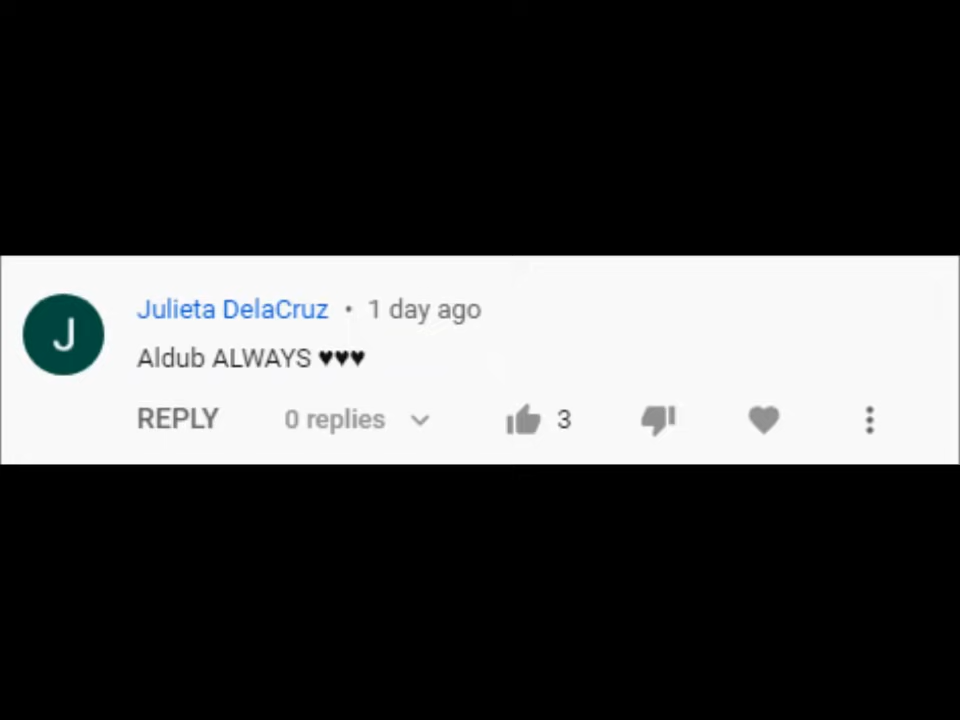 J
Julieta DelaCruz • 1 day ago
Aldub ALWAYS ♥♥♥
REPLY 0 replies 3